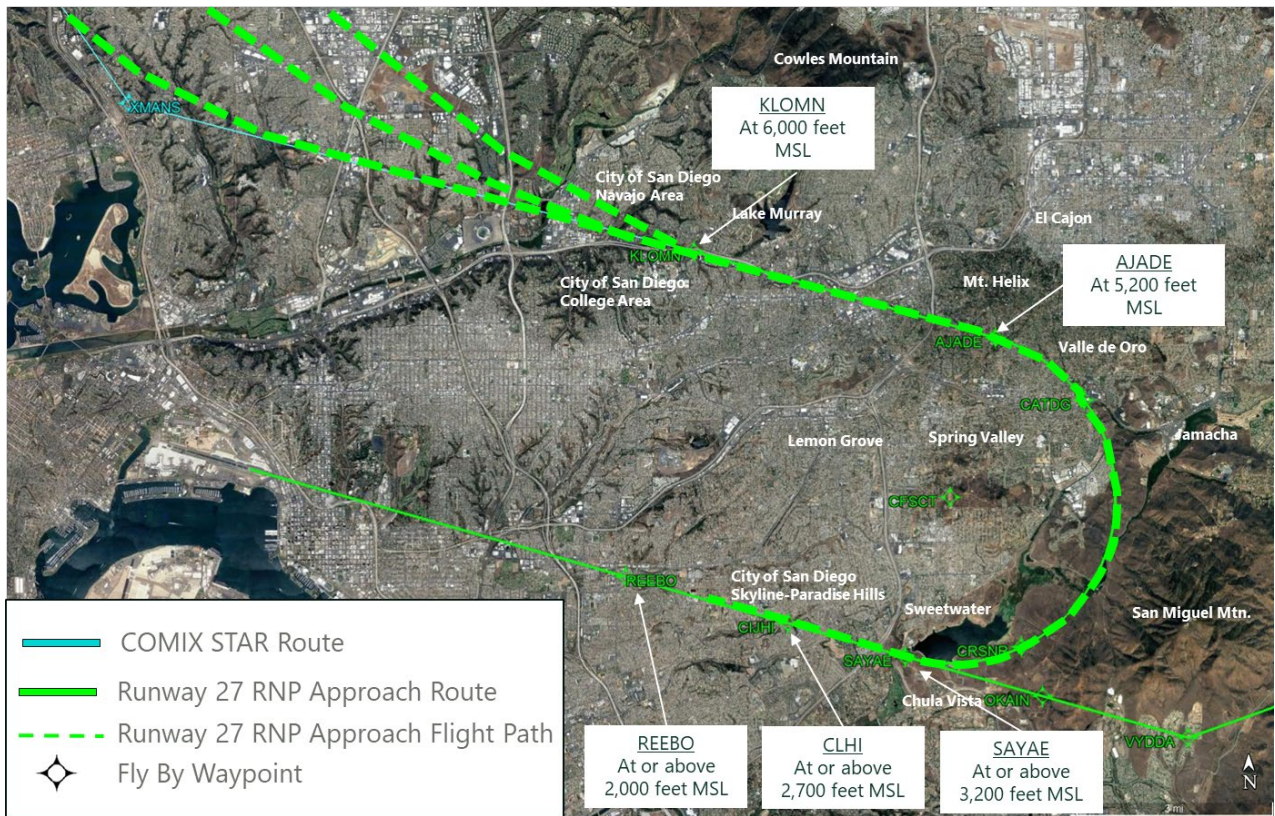 Cowles Mountain
XMANS
KLOMN
At 6,000 feet
MSL
City of San Diego
Navajo Area
Lake Murray
El Cajon
KLOMN
City of San Diego:
College Area
Mt. Helix
AJADE
At 5,200 feet
MSL
AJADE
Valle de Oro
CATDG
Lemon Grove
Spring Valley
Jamacha
CFSCT
REEBO
City of San Diego
Skyline-Paradise Hills
Sweetwater
San Miguel Mtn.
CIJHI
SAYAE
CRSNR
Chula Vista
OKAIN
VYDDA
COMIX STAR Route
Runway 27 RNP Approach Route
Runway 27 RNP Approach Flight Path
Fly By Waypoint
REEBO
At or above
2,000 feet MSL
CLHI
At or above
2,700 feet MSL
SAYAE
At or above
3,200 feet MSL
N
3 mi